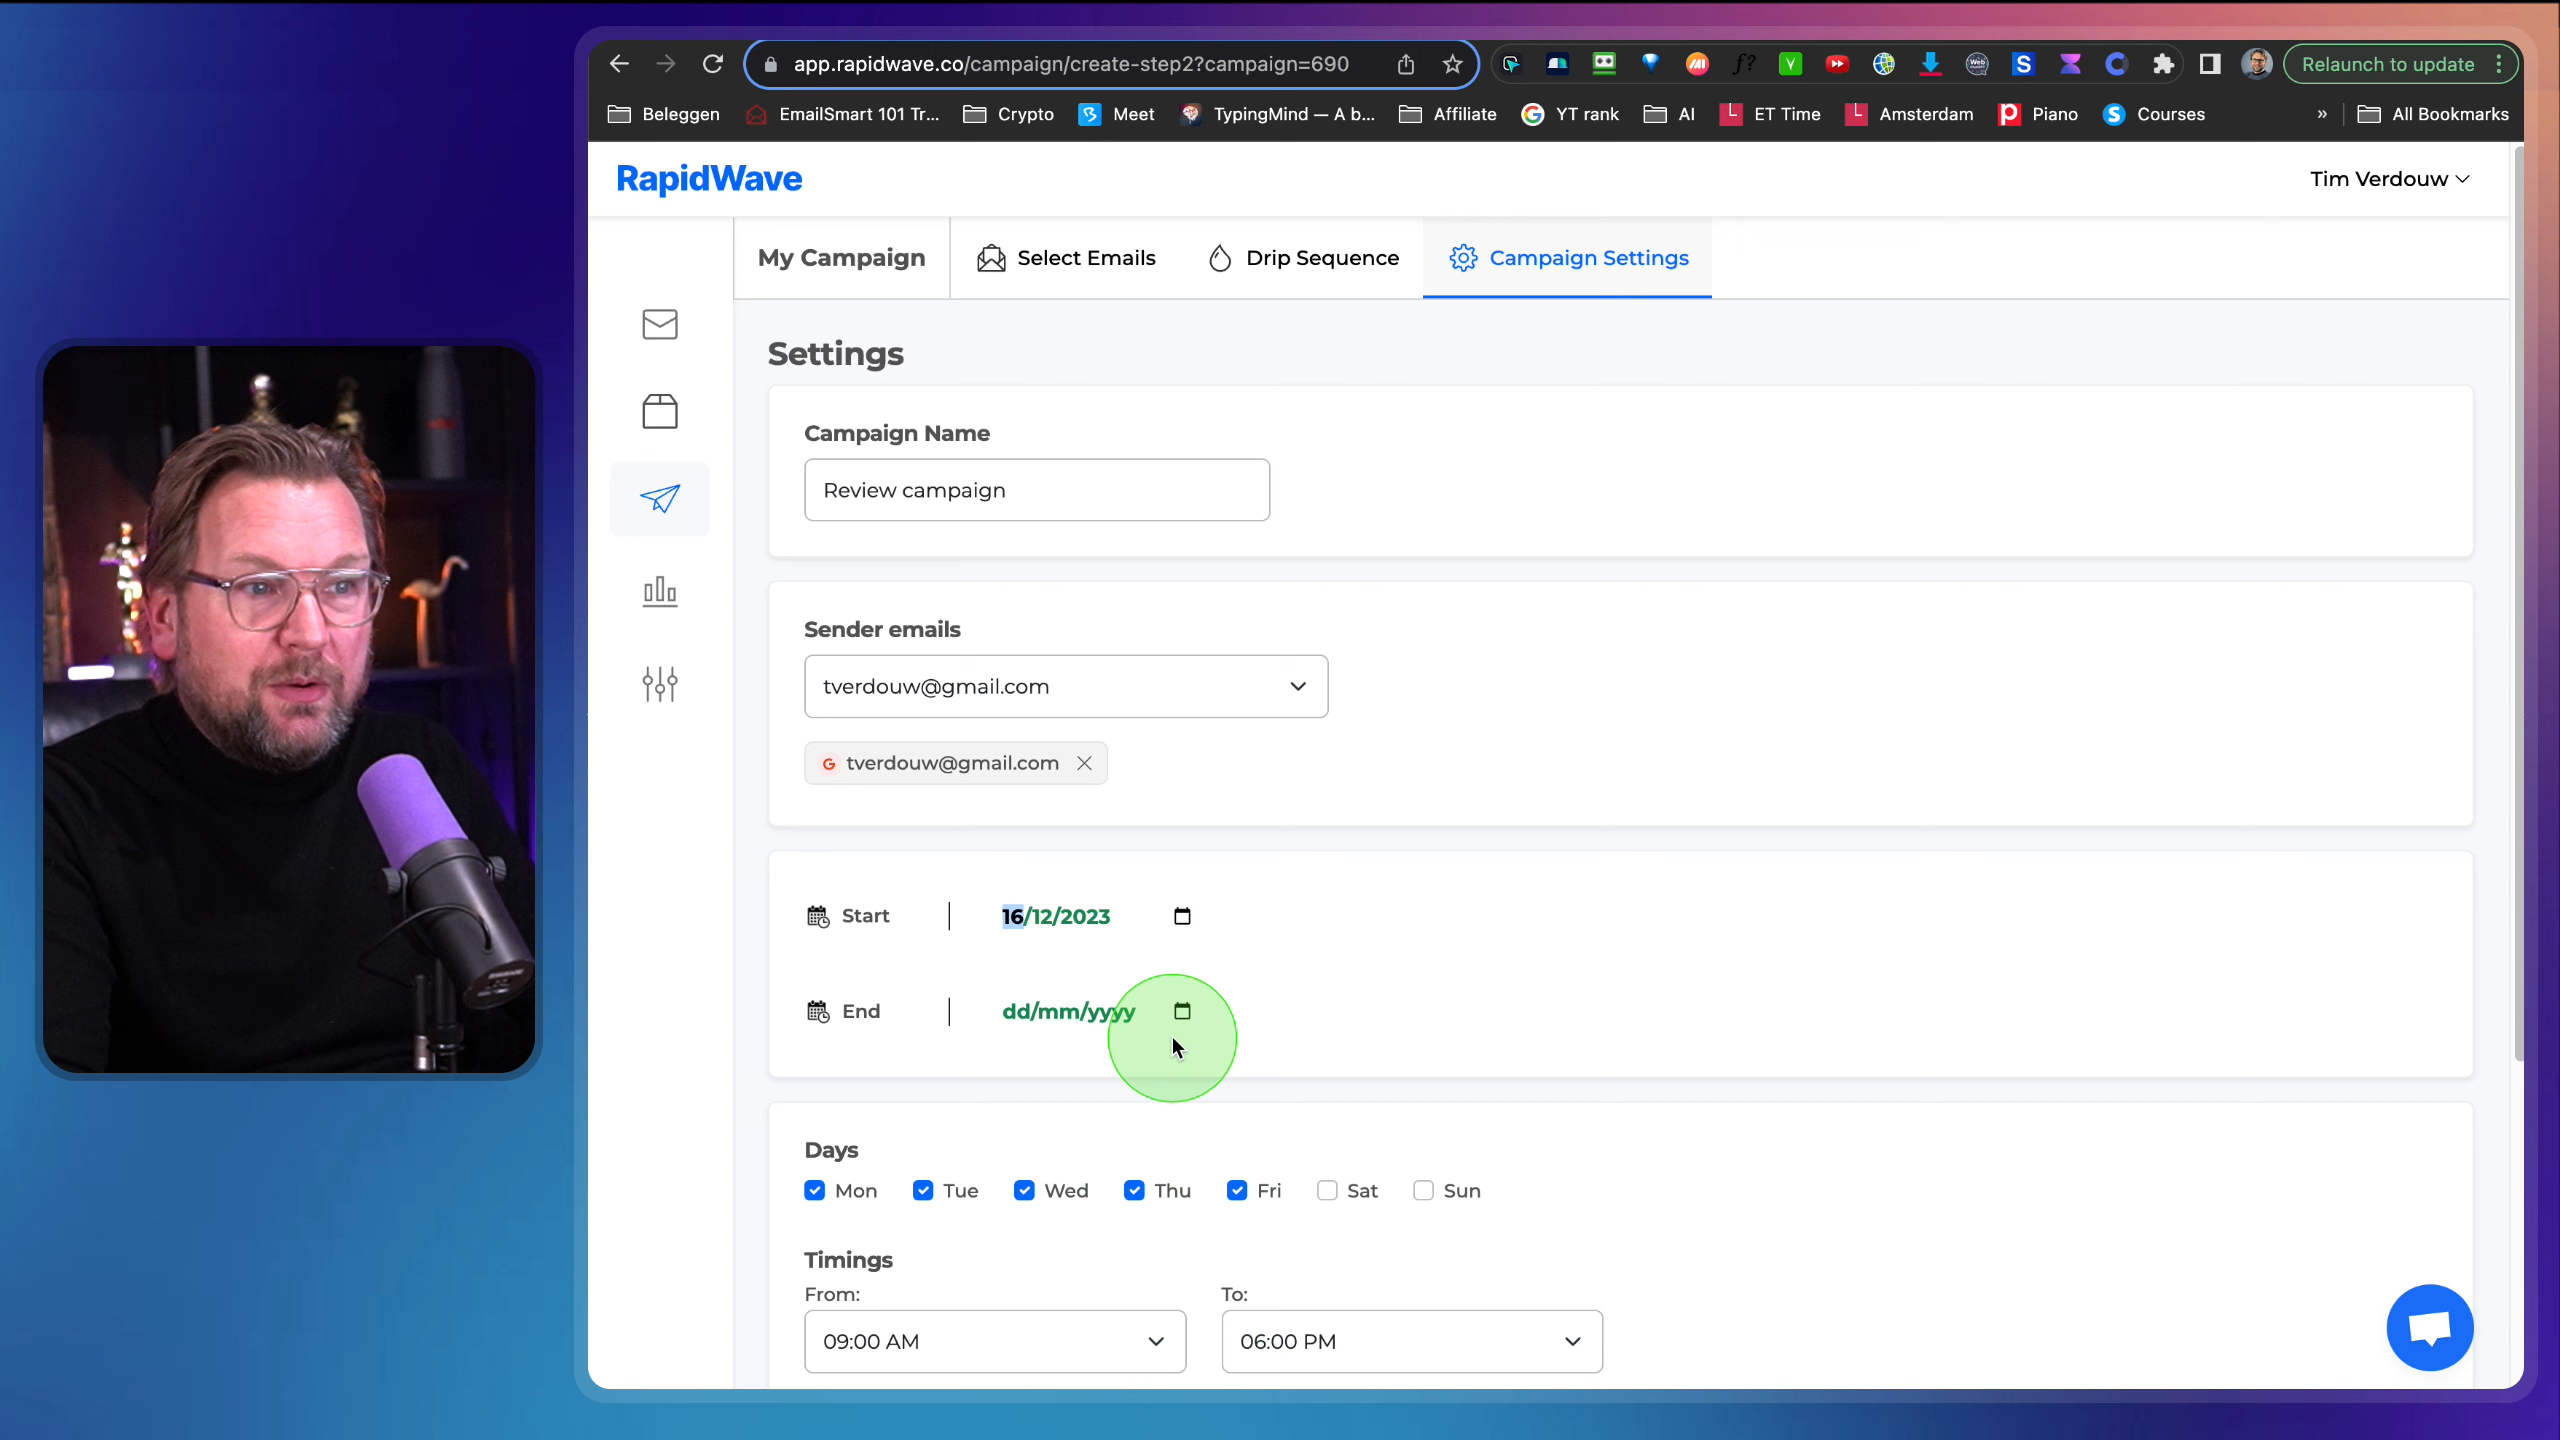 app.rapidwave.co/campaign/create-step2?campaign=690
f?
V
Web
S
C
Relaunch to update
Beleggen
EmailSmart 101 Tr...
Crypto
Meet
TypingMind — A b...
Affiliate
YT rank
AI
ET Time
Amsterdam
Piano
Courses
»
All Bookmarks
RapidWave
Tim Verdouw
My Campaign
Select Emails
Drip Sequence
Campaign Settings
Settings
Campaign Name
Review campaign
Sender emails
tverdouw@gmail.com
G tverdouw@gmail.com
Start
16/12/2023
End
dd/mm/yyyy
Days
Mon Tue Wed Thu Fri Sat Sun
Timings
From:
To:
09:00 AM
06:00 PM